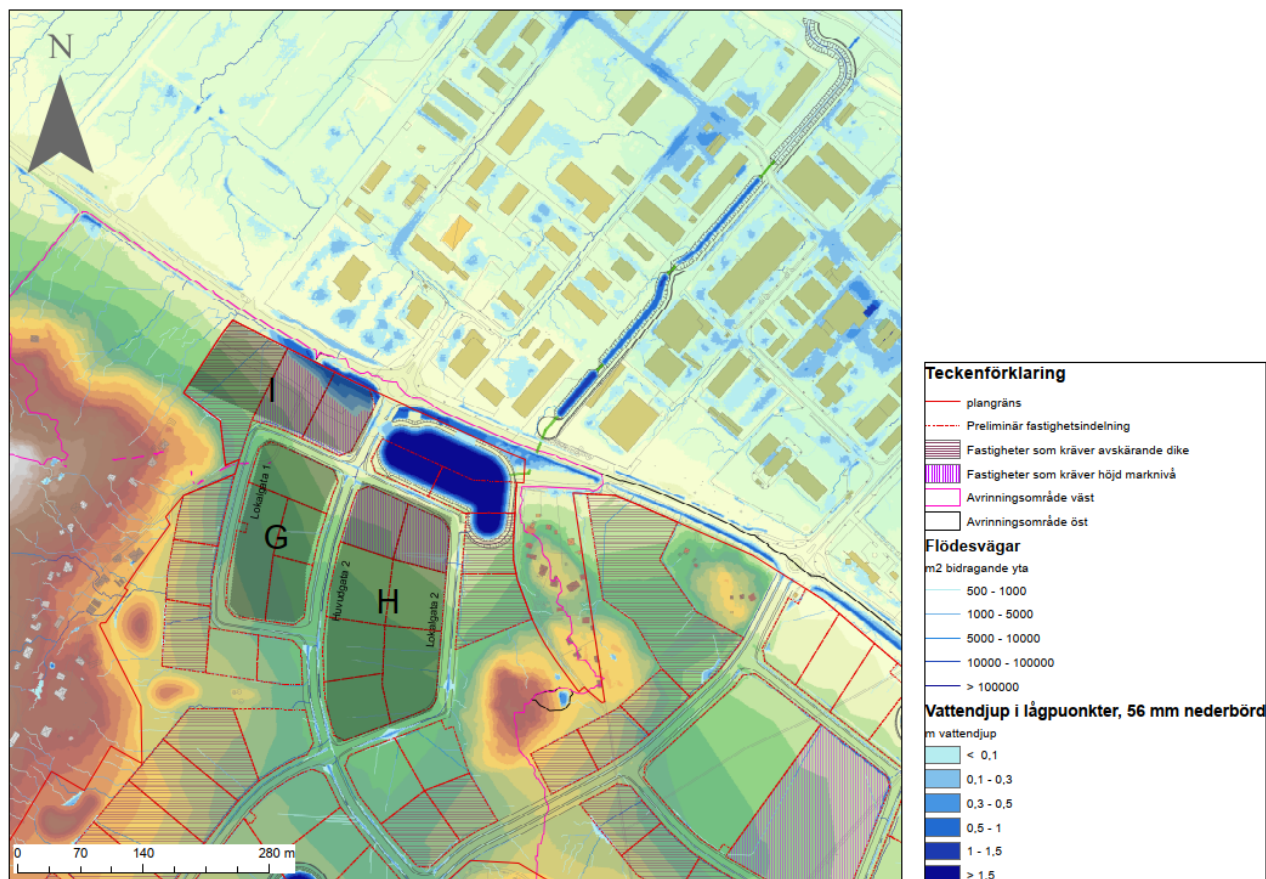 N
I
G
H
Lokalgata 1
Huvudgata 2
Lokalgata 2
0 70 140 280 m
Teckenförklaring
plangräns
Preliminär fastighetsindelning
Fastigheter som kräver avskärande dike
Fastigheter som kräver höjd marknivå
Avrinningsområde väst
Avrinningsområde öst
Flödesvägar
m2 bidragande yta
500 - 1000
1000 - 5000
5000 - 10000
10000 - 100000
> 100000
Vattendjup i lågpuonkter, 56 mm nederbörd
m vattendjup
< 0,1
0,1 - 0,3
0,3 - 0,5
0,5 - 1
1 - 1,5
> 1,5